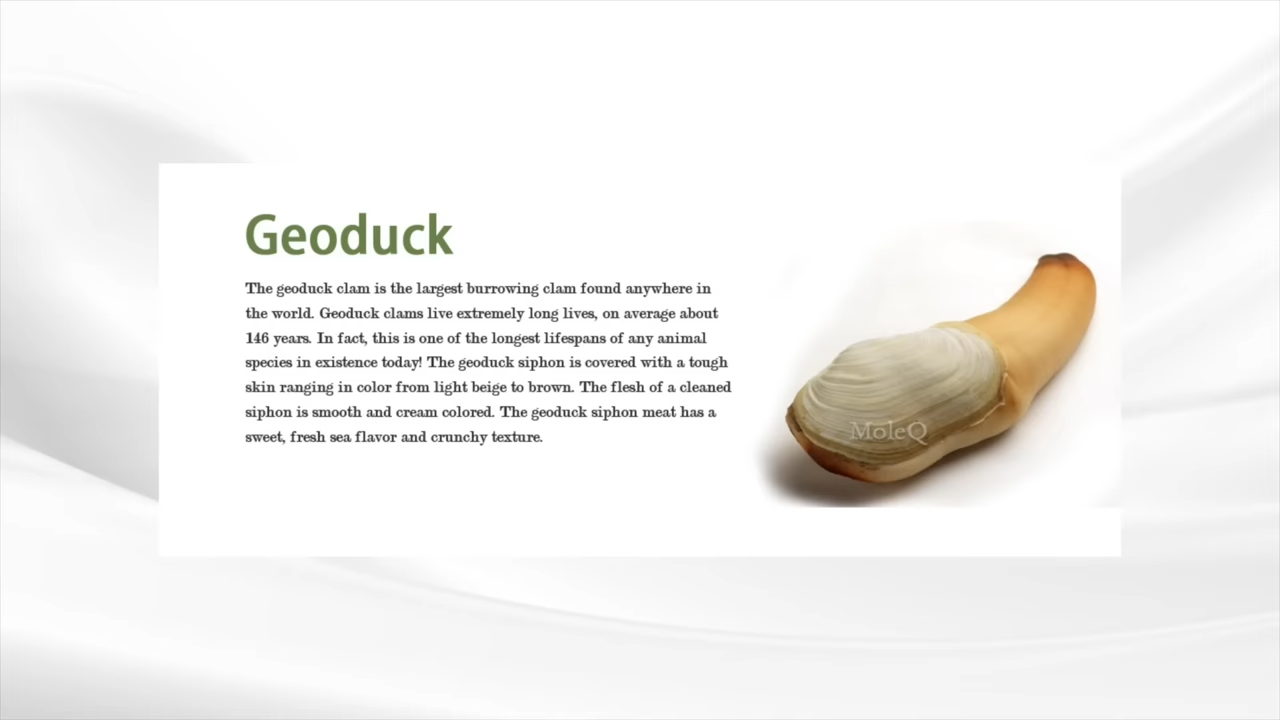 Geoduck
The geoduck clam is the largest burrowing clam found anywhere in
the world. Geoduck clams live extremely long lives, on average about
146 years. In fact, this is one of the longest lifespans of any animal
species in existence today! The geoduck siphon is covered with a tough
skin ranging in color from light beige to brown. The flesh of a cleaned
siphon is smooth and cream colored. The geoduck siphon meat has a
sweet, fresh sea flavor and crunchy texture.
MoleQ